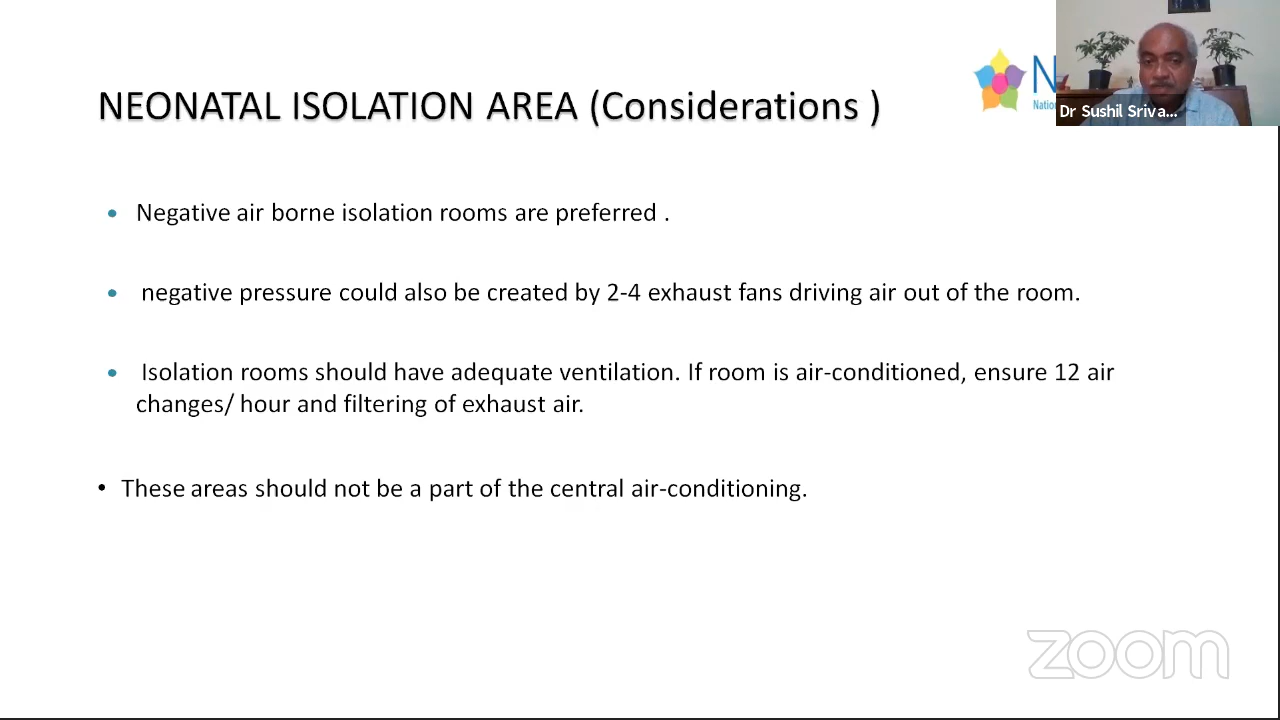 NEONATAL ISOLATION AREA (Considerations )
N
Natio
Dr Sushil Sriva...
• Negative air borne isolation rooms are preferred .
• negative pressure could also be created by 2-4 exhaust fans driving air out of the room.
• Isolation rooms should have adequate ventilation. If room is air-conditioned, ensure 12 air
changes/ hour and filtering of exhaust air.
• These areas should not be a part of the central air-conditioning.
zoom